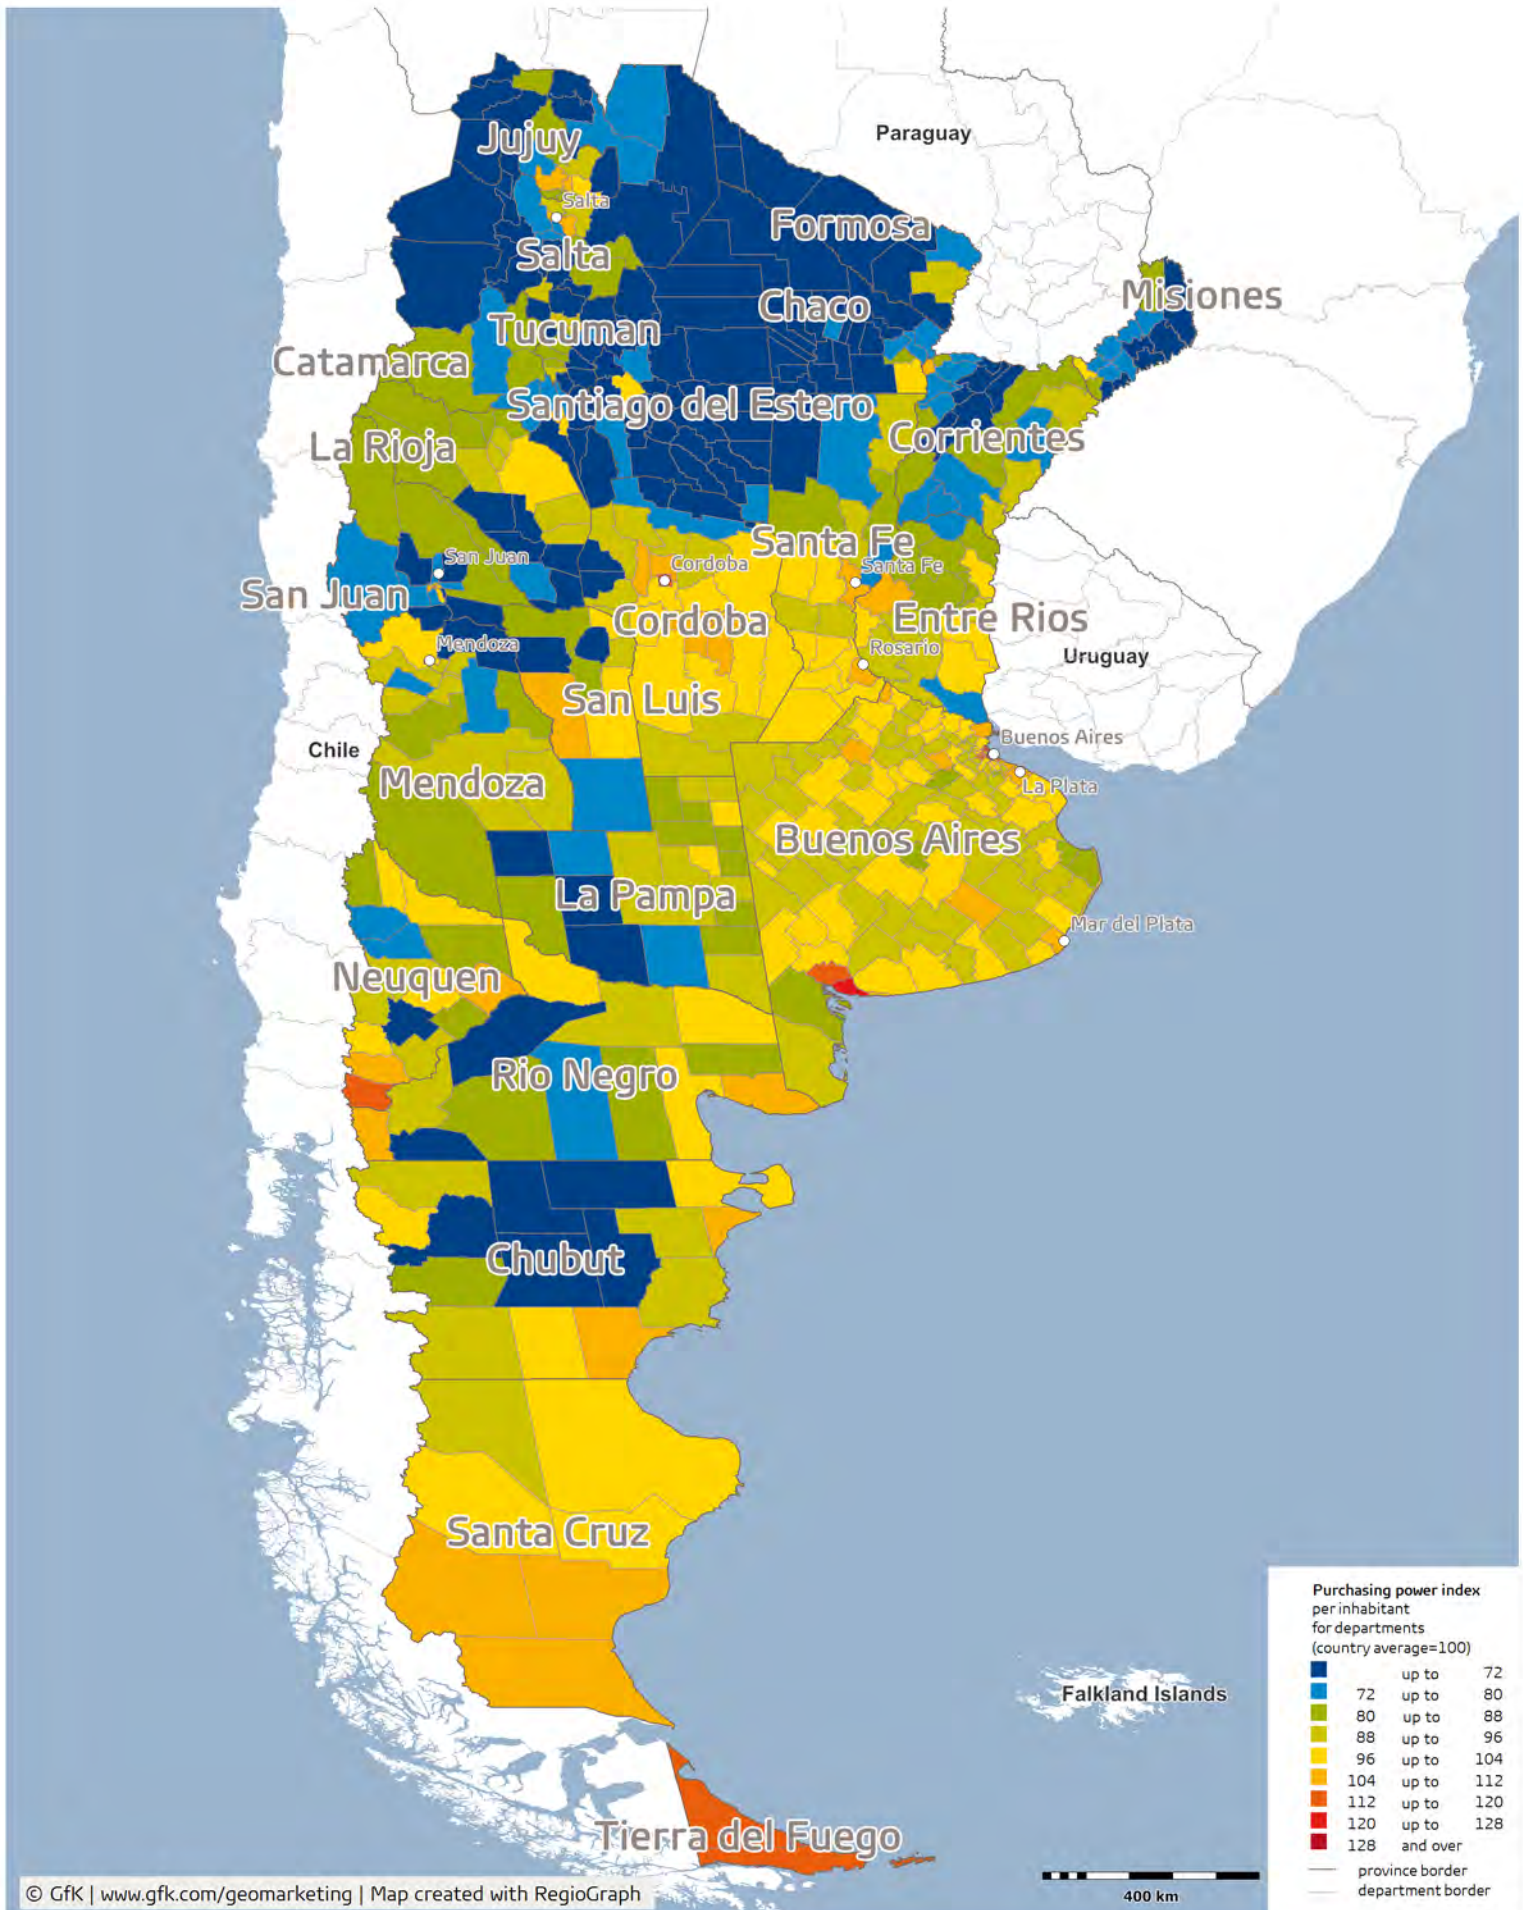 Paraguay
Jujuy
Salta
Formosa
Salta
Misiones
Chaco
Tucuman
Catamarca
Santiago del Estero
Corrientes
La Rioja
Santa Fe
San Juan
Cordoba
Santa Fe
San Juan
Cordoba
Entre Rios
Mendoza
Rosario
Uruguay
San Luis
Buenos Aires
Chile
Mendoza
La Plata
Buenos Aires
La Pampa
Mar del Plata
Neuquen
Rio Negro
Chubut
Santa Cruz
Falkland Islands
Tierra del Fuego
Purchasing power index
per inhabitant
for departments
(country average=100)
up to 72
72 up to 80
80 up to 88
88 up to 96
96 up to 104
104 up to 112
112 up to 120
120 up to 128
128 and over
province border
department border
400 km
© GfK | www.gfk.com/geomarketing | Map created with RegioGraph